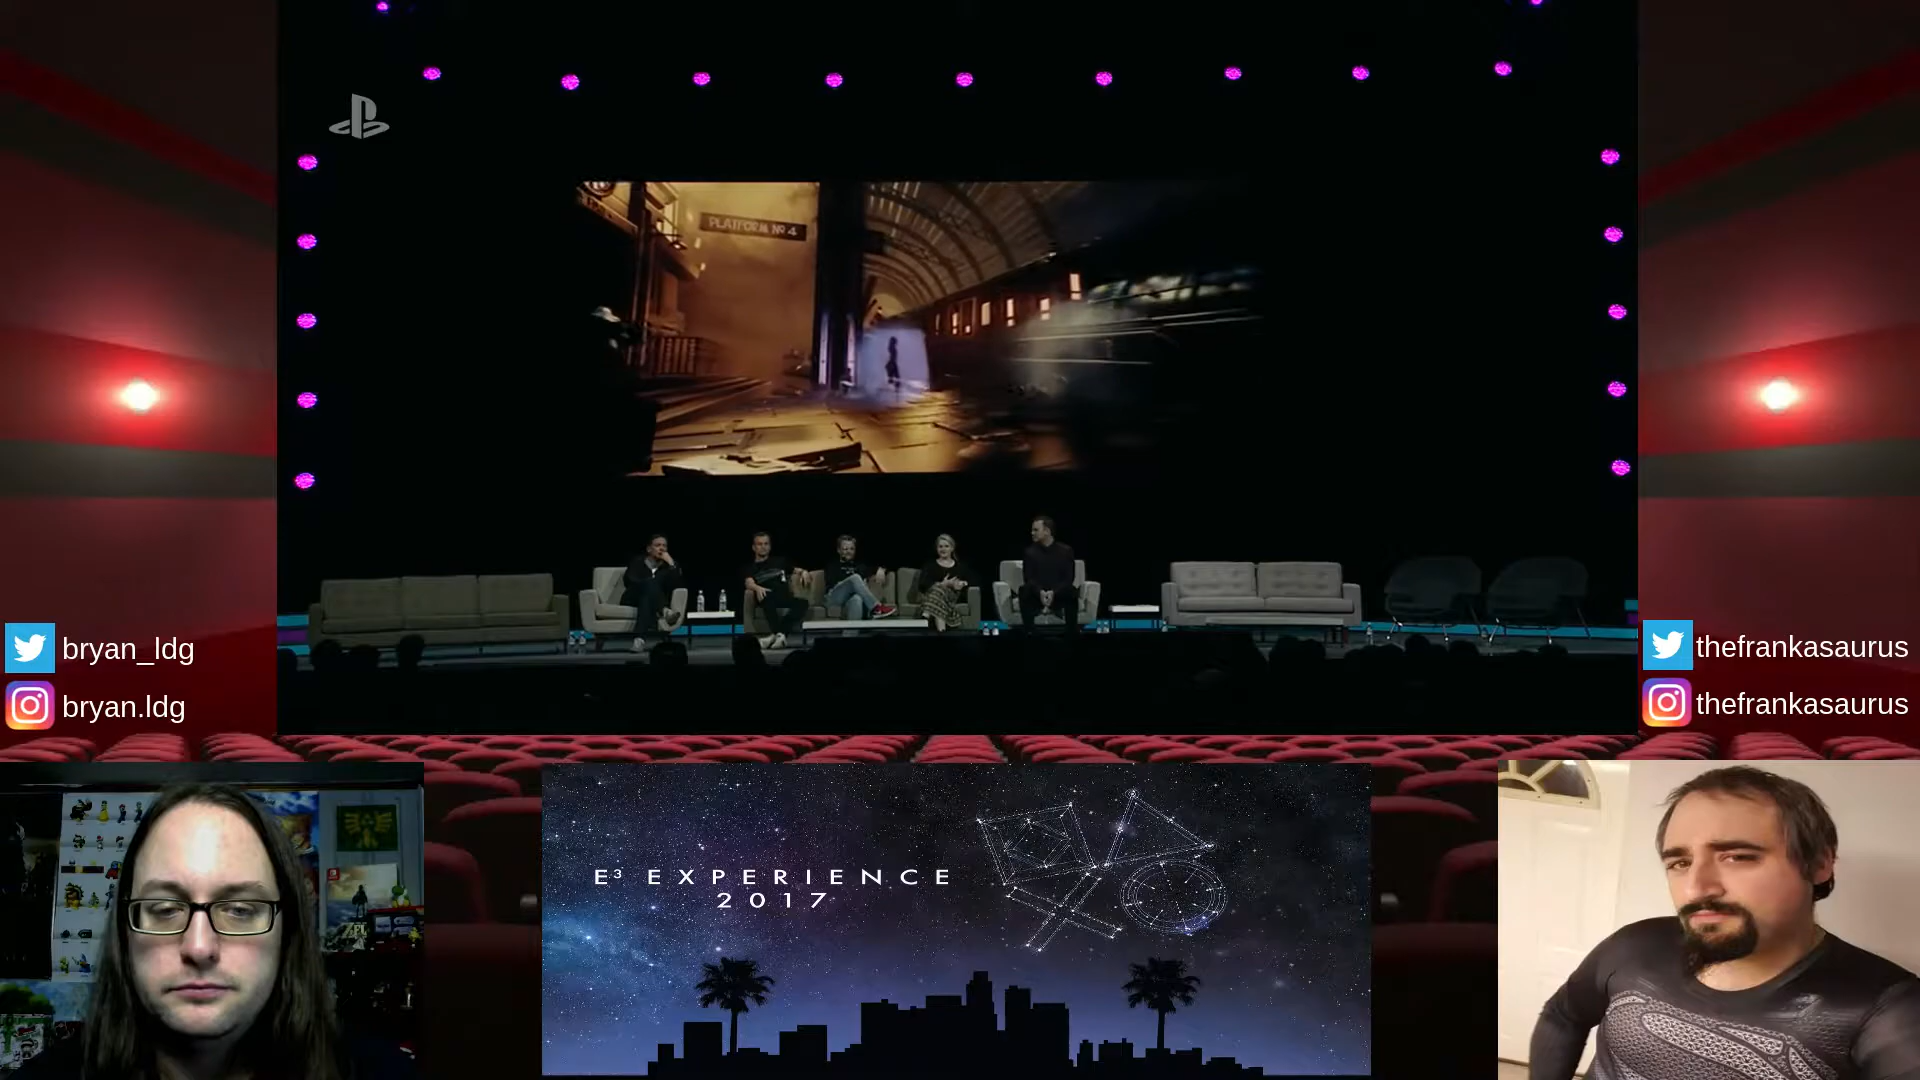 PLATFORM Nº 4
bryan_ldg
bryan.ldg
thefrankasaurus
thefrankasaurus
E³ EXPERIENCE
2017